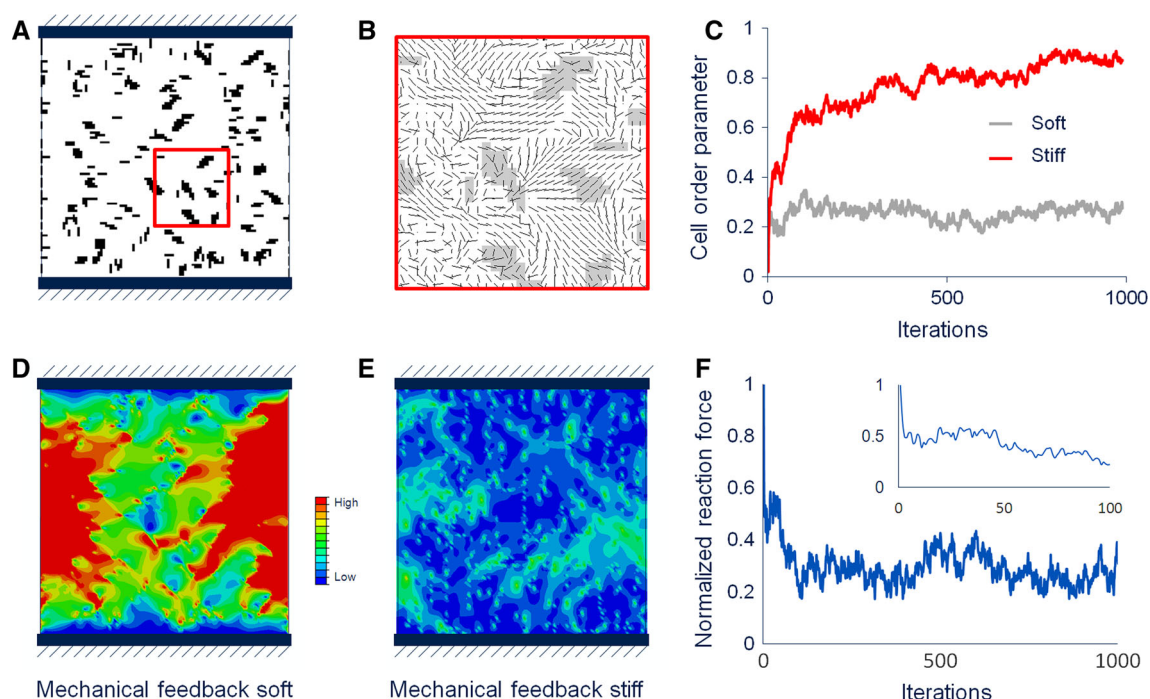 A
B
C
1
0.8
0.6
0.4
0.2
0
Cell order parameter
Soft
Stiff
0
500
1000
Iterations
D
E
F
High
Low
Mechanical feedback soft
Mechanical feedback stiff
1
0.8
0.6
0.4
0.2
0
Normalized reaction force
1
0.5
0
0
50
100
0
500
1000
Iterations